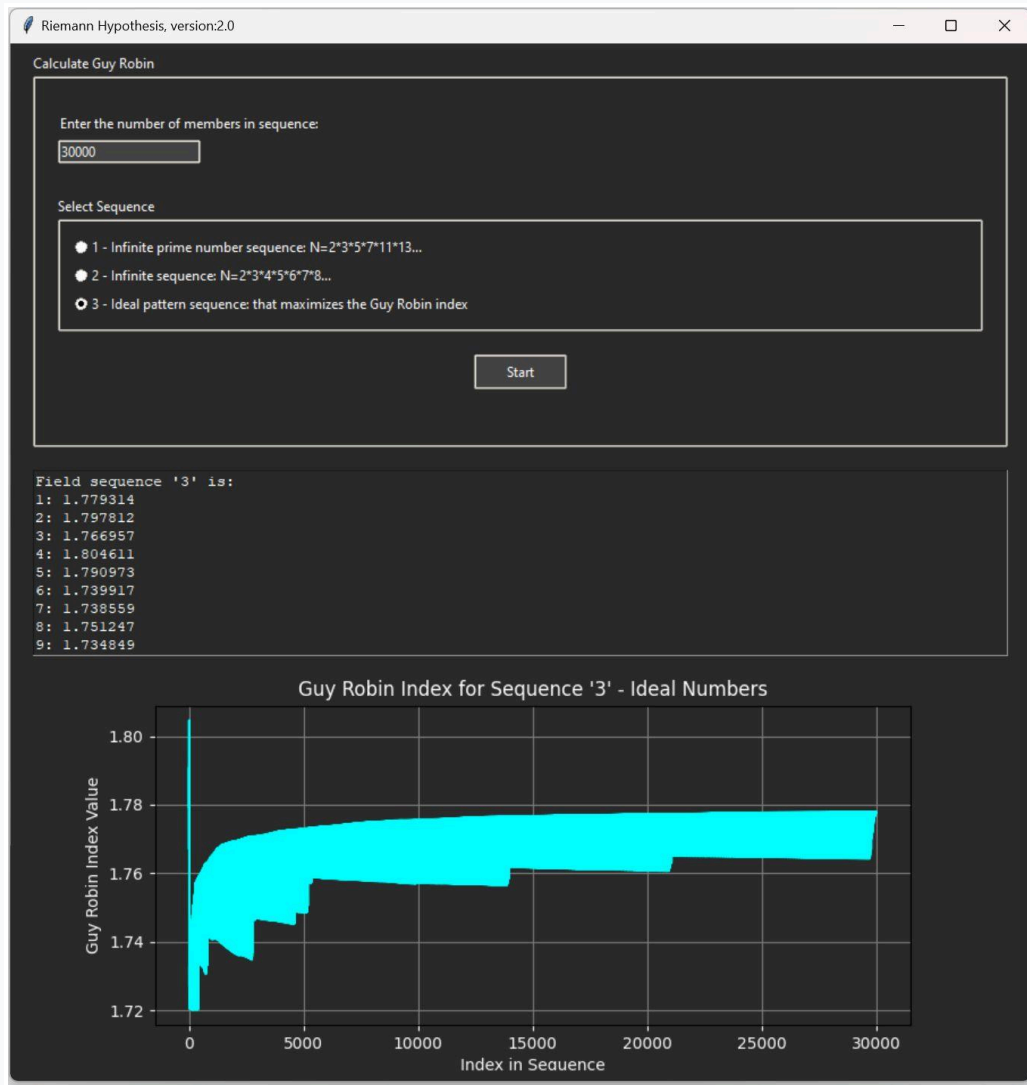 Riemann Hypothesis, version:2.0
Calculate Guy Robin
Enter the number of members in sequence:
30000
Select Sequence
1 - Infinite prime number sequence: N=2*3*5*7*11*13...
2 - Infinite sequence: N=2*3*4*5*6*7*8...
3 - Ideal pattern sequence: that maximizes the Guy Robin index
Start
Field sequence '3' is:
1: 1.779314
2: 1.797812
3: 1.766957
4: 1.804611
5: 1.790973
6: 1.739917
7: 1.738559
8: 1.751247
9: 1.734849
Guy Robin Index for Sequence '3' - Ideal Numbers
Guy Robin Index Value
1.80
1.78
1.76
1.74
1.72
0 5000 10000 15000 20000 25000 30000
Index in Sequence